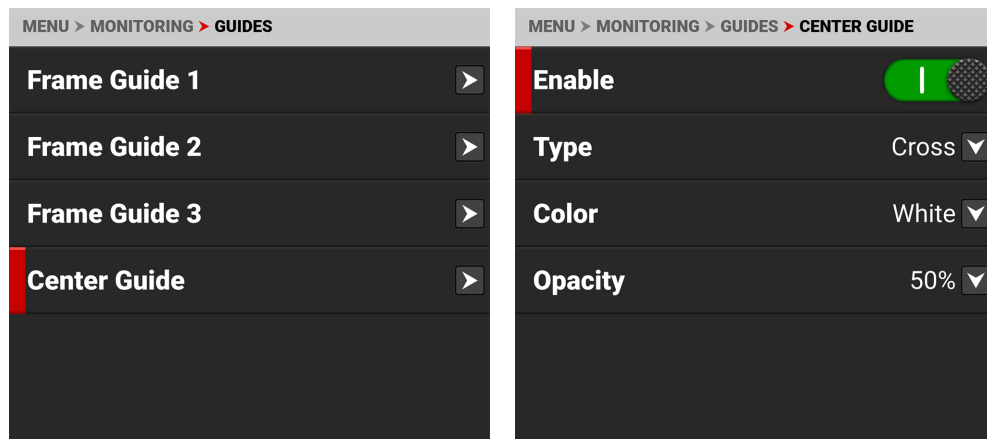 MENU > MONITORING > GUIDES
Frame Guide 1
Frame Guide 2
Frame Guide 3
Center Guide
MENU > MONITORING > GUIDES > CENTER GUIDE
Enable
Type Cross
Color White
Opacity 50%